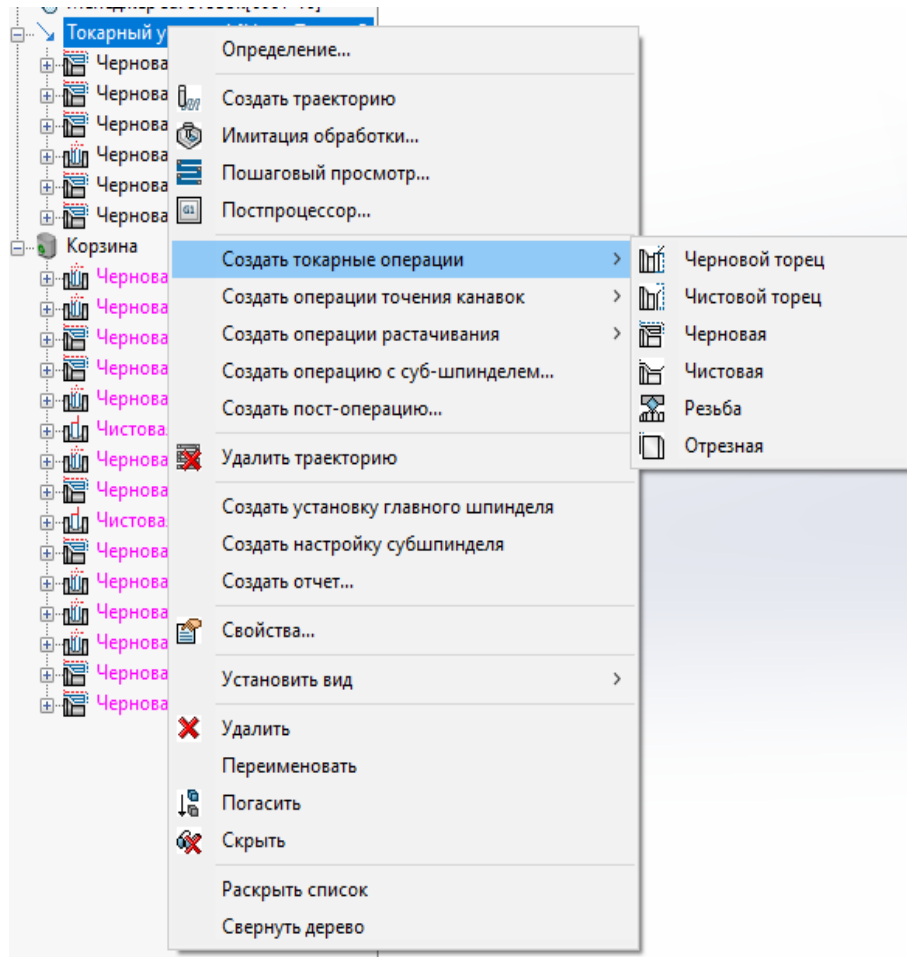 Токарный
Чернова
Определение...
Чернова
Создать траекторию
Чернова
Имитация обработки...
Чернова
Пошаговый просмотр...
Чернова
Чернова
Постпроцессор...
Корзина
Создать токарные операции
Черновой торец
Чернова
Создать операции точения канавок
Чистовой торец
Чернова
Чернова
Создать операции растачивания
Черновая
Чернова
Создать операцию с суб-шпинделем...
Чистовая
Чернова
Создать пост-операцию...
Резьба
Чистова
Отрезная
Чернова
Удалить траекторию
Чернова
Чистова
Создать установку главного шпинделя
Чернова
Создать настройку субшпинделя
Чернова
Создать отчет...
Чернова
Чернова
Свойства...
Чернова
Установить вид
Чернова
Удалить
Переименовать
Погасить
Скрыть
Раскрыть список
Свернуть дерево